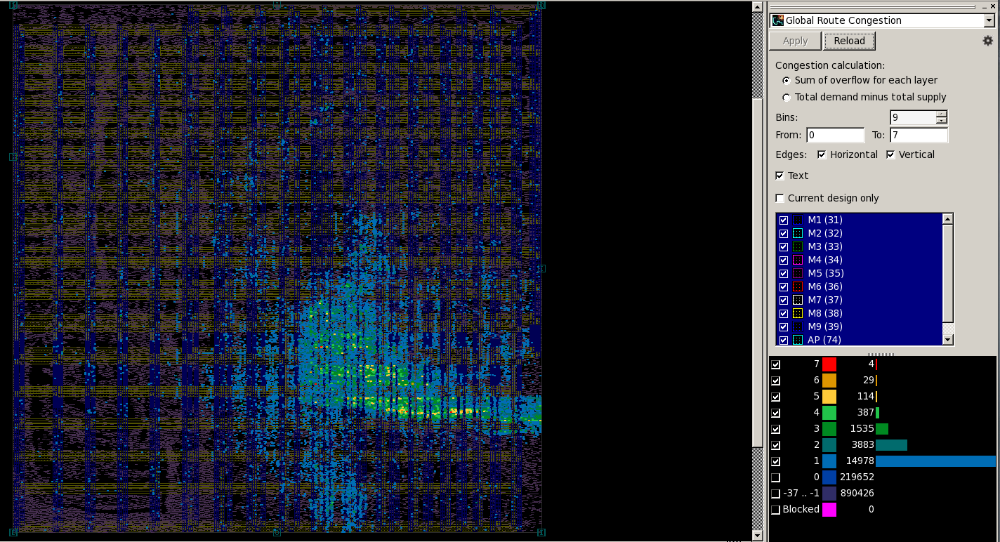 Global Route Congestion
Apply Reload
Congestion calculation:
Sum of overflow for each layer
Total demand minus total supply
Bins: 9
From: 0 To: 7
Edges: Horizontal Vertical
Text
Current design only
M1 (31)
M2 (32)
M3 (33)
M4 (34)
M5 (35)
M6 (36)
M7 (37)
M8 (38)
M9 (39)
AP (74)
7 4
6 29
5 114
4 387
3 1535
2 3883
1 14978
0 219652
-37 .. -1 890426
Blocked 0